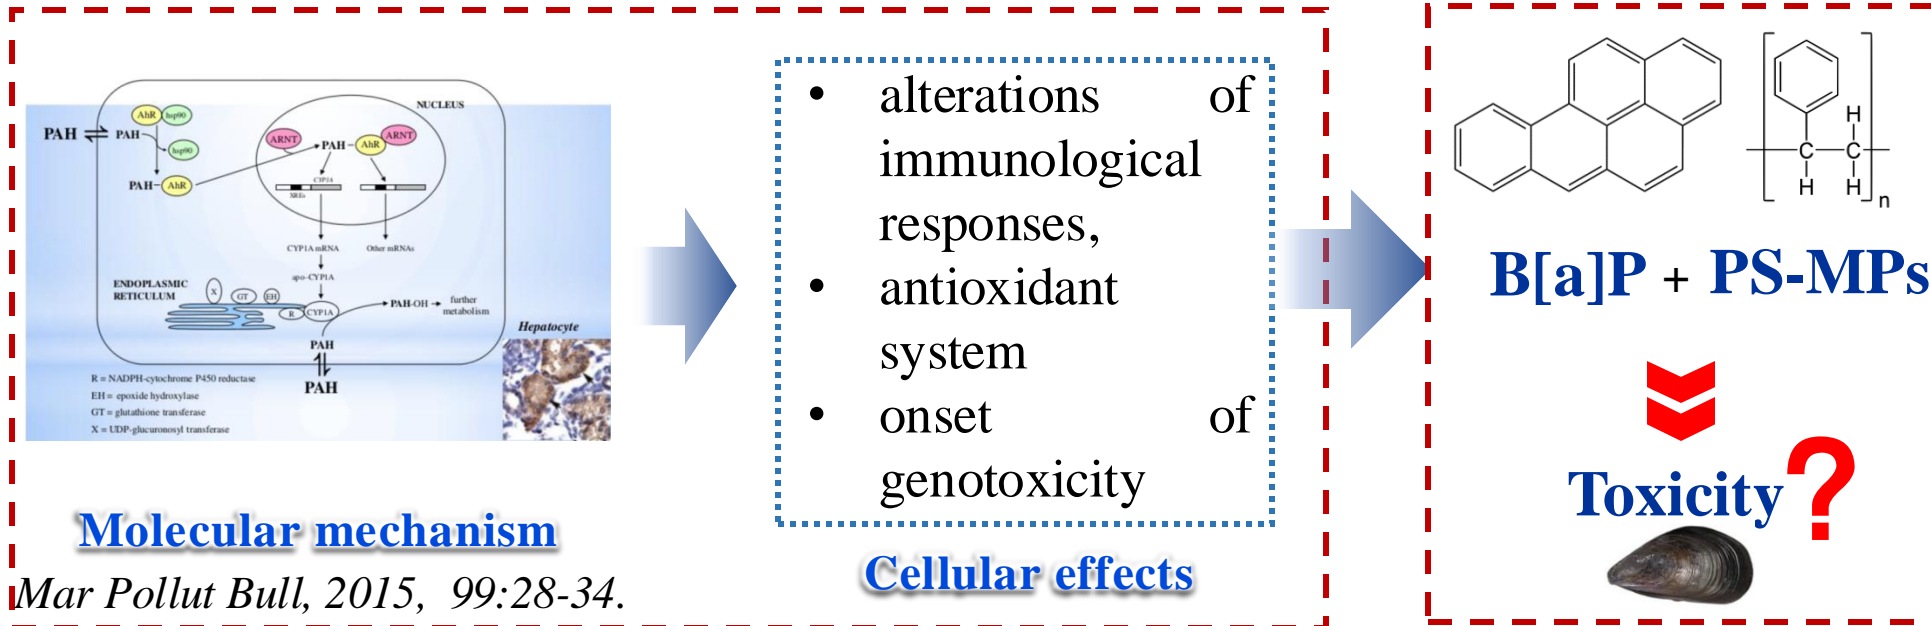 NUCLEUS
AhR
hsp90
PAH
PAH
hsp90
PAH
AhR
ARNT
PAH
AhR
ARNT
CYP1A
XREs
CYP1A mRNA
Other mRNAs
apo-CYP1A
ENDOPLASMIC
RETICULUM
X
GT
EH
R
CYP1A
PAH-OH
further
metabolism
PAH
PAH
Hepatocyte
R = NADPH-cytochrome P450 reductase
EH = epoxide hydroxylase
GT = glutathione transferase
X = UDP-glucuronosyl transferase
Molecular mechanism
Mar Pollut Bull, 2015, 99:28-34.
• alterations of
immunological
responses,
• antioxidant
system
• onset of
genotoxicity
Cellular effects
H
C
C
H
H
n
B[a]P + PS-MPs
Toxicity ?